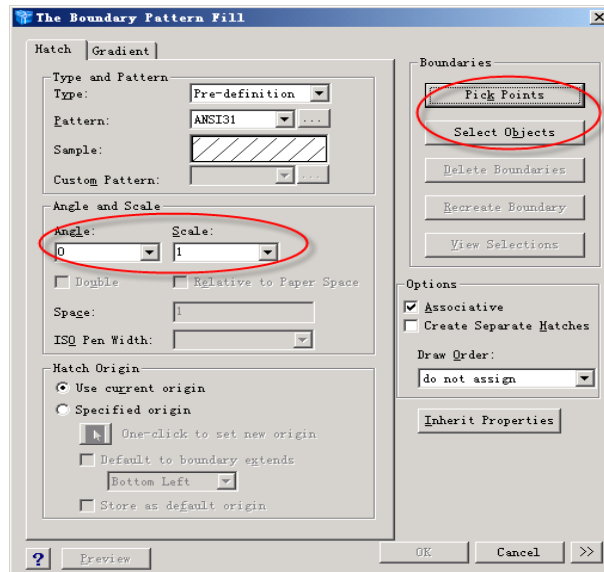 The Boundary Pattern Fill
Hatch Gradient
Type and Pattern
Type: Pre-definition
Pattern: ANSI31 ...
Sample:
Custom Pattern: ...
Angle and Scale
Angle: Scale:
0 1
Double Relative to Paper Space
Space: 1
ISO Pen Width:
Hatch Origin
Use current origin
Specified origin
One-click to set new origin
Default to boundary extends
Bottom Left
Store as default origin
Boundaries
Pick Points
Select Objects
Delete Boundaries
Recreate Boundary
View Selections
Options
Associative
Create Separate Hatches
Draw Order:
do not assign
Inherit Properties
? Preview OK Cancel >>